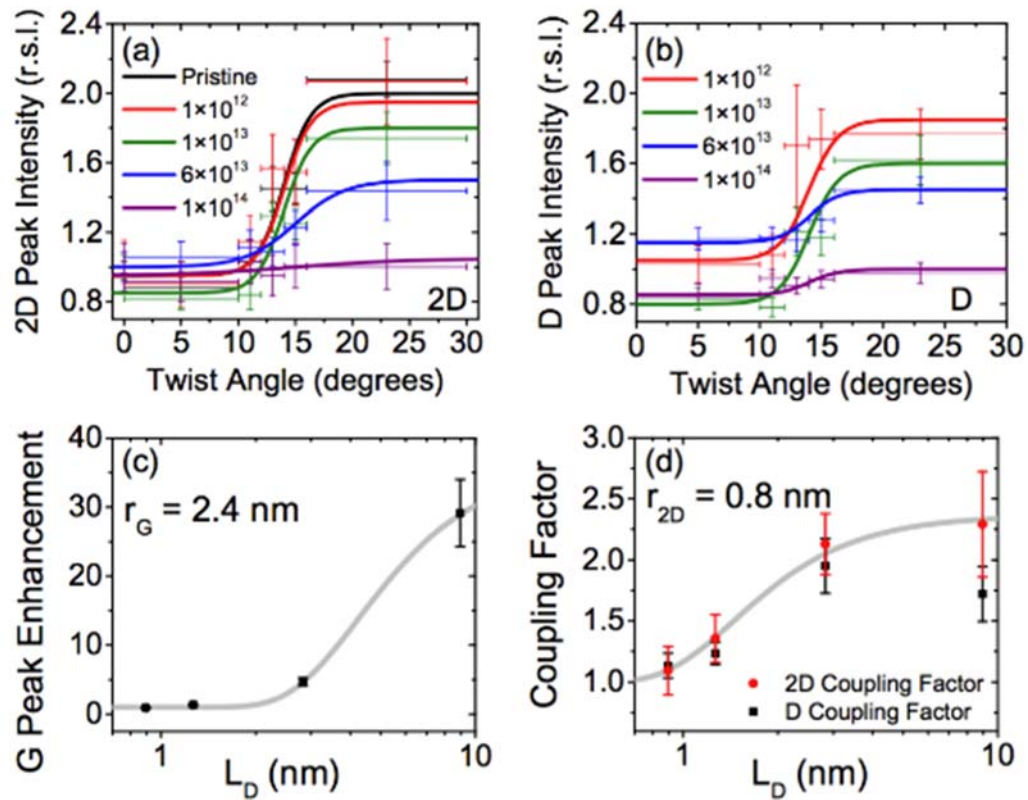 2D Peak Intensity (r.s.l.)
2.4
2.0
1.6
1.2
0.8
(a)
Pristine
1×10¹²
1×10¹³
6×10¹³
1×10¹⁴
2D
0 5 10 15 20 25 30
Twist Angle (degrees)
D Peak Intensity (r.s.l.)
2.4
2.0
1.6
1.2
0.8
(b)
1×10¹²
1×10¹³
6×10¹³
1×10¹⁴
D
0 5 10 15 20 25 30
Twist Angle (degrees)
G Peak Enhancement
40
30
20
10
0
(c)
r_G = 2.4 nm
1 10
L_D (nm)
Coupling Factor
3.0
2.5
2.0
1.5
1.0
(d)
r_2D = 0.8 nm
2D Coupling Factor
D Coupling Factor
1 10
L_D (nm)